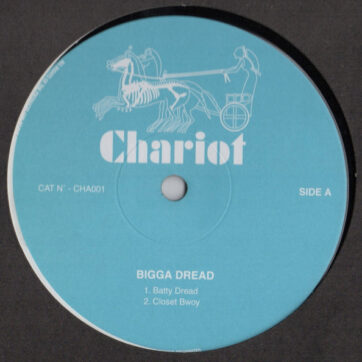 Chariot
CAT N° - CHA001
SIDE A
BIGGA DREAD
1. Batty Dread
2. Closet Bwoy